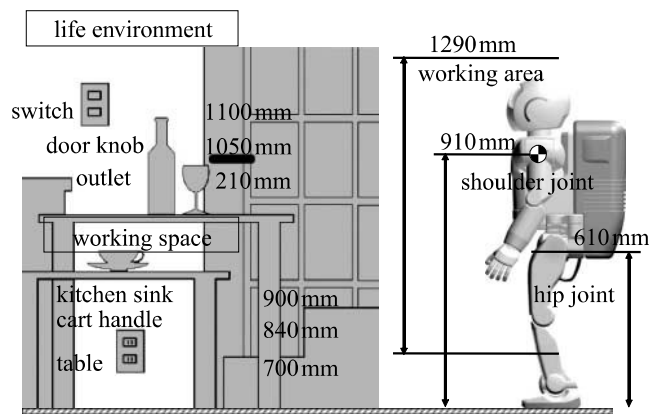 life environment
switch 1100mm
door knob 1050mm
outlet 210mm
working space
kitchen sink 900mm
cart handle 840mm
table 700mm
1290mm
working area
910mm
shoulder joint
610mm
hip joint